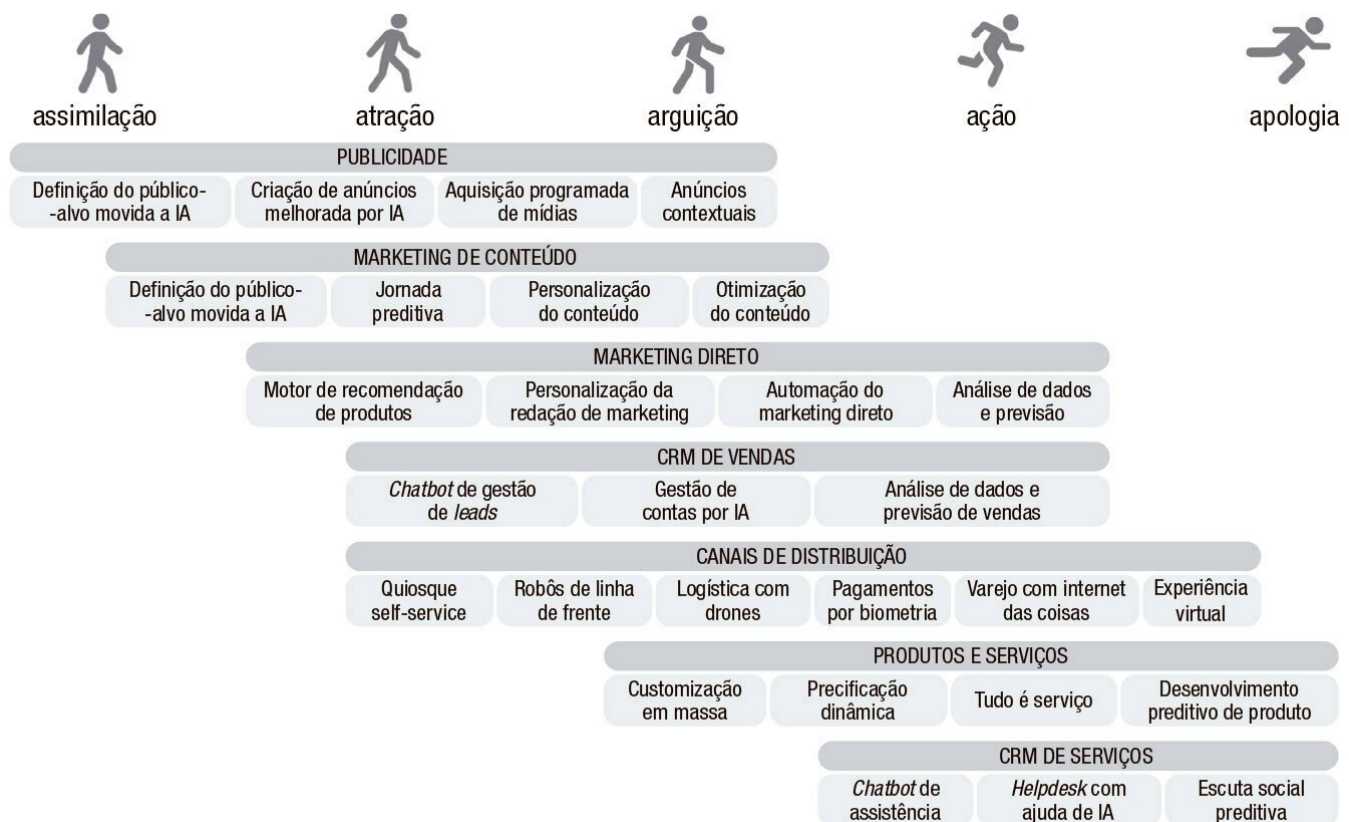 assimilação
atração
arguição
ação
apologia
PUBLICIDADE
Definição do público-
-alvo movida a IA
Criação de anúncios
melhorada por IA
Aquisição programada
de mídias
Anúncios
contextuais
MARKETING DE CONTEÚDO
Definição do público-
-alvo movida a IA
Jornada
preditiva
Personalização
do conteúdo
Otimização
do conteúdo
MARKETING DIRETO
Motor de recomendação
de produtos
Personalização da
redação de marketing
Automação do
marketing direto
Análise de dados
e previsão
CRM DE VENDAS
Chatbot de gestão
de leads
Gestão de
contas por IA
Análise de dados e
previsão de vendas
CANAIS DE DISTRIBUIÇÃO
Quiosque
self-service
Robôs de linha
de frente
Logística com
drones
Pagamentos
por biometria
Varejo com internet
das coisas
Experiência
virtual
PRODUTOS E SERVIÇOS
Customização
em massa
Precificação
dinâmica
Tudo é serviço
Desenvolvimento
preditivo de produto
CRM DE SERVIÇOS
Chatbot de
assistência
Helpdesk com
ajuda de IA
Escuta social
preditiva